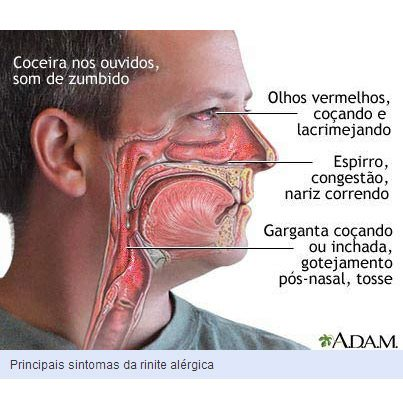 Coceira nos ouvidos,
som de zumbido
Olhos vermelhos,
coçando e
lacrimejando
Espirro,
congestão,
nariz correndo
Garganta coçando
ou inchada,
gotejamento
pós-nasal, tosse
ADAM.
Principais sintomas da rinite alérgica